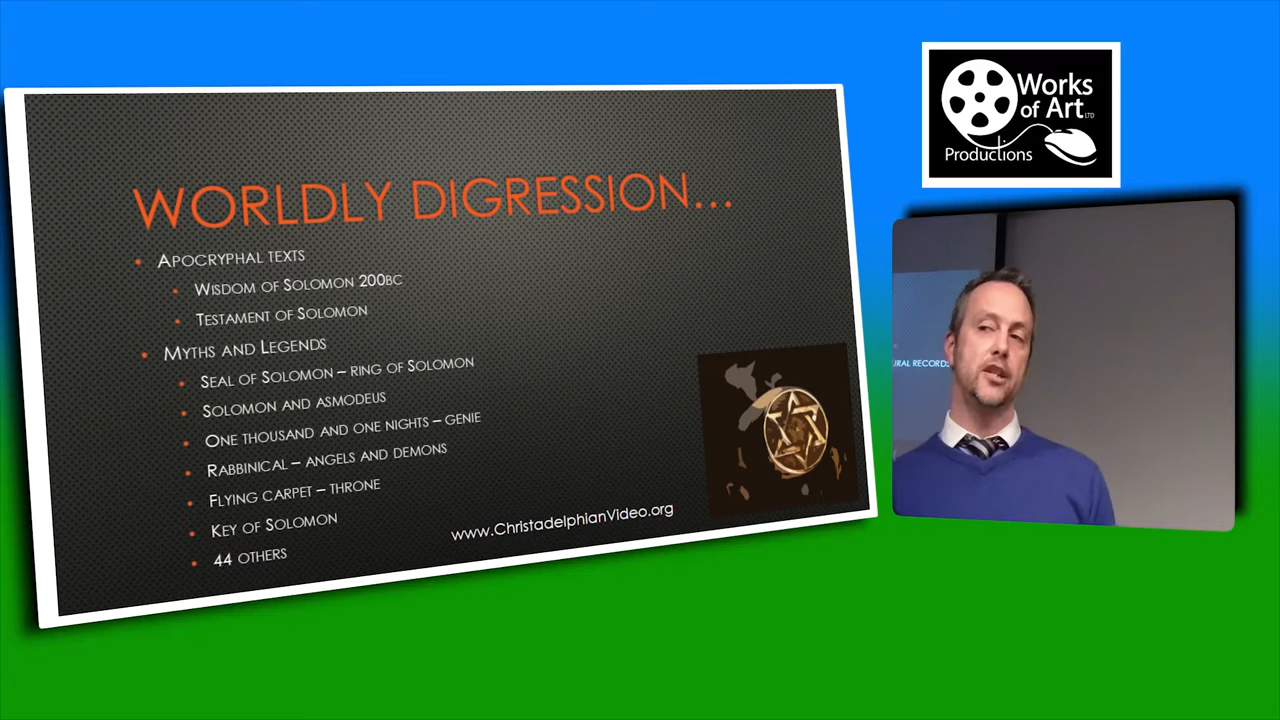 WORLDLY DIGRESSION...
• APOCRYPHAL TEXTS
• WISDOM OF SOLOMON 200BC
• TESTAMENT OF SOLOMON
• MYTHS AND LEGENDS
• SEAL OF SOLOMON – RING OF SOLOMON
• SOLOMON AND ASMODEUS
• ONE THOUSAND AND ONE NIGHTS – GENIE
• RABBINICAL – ANGELS AND DEMONS
• FLYING CARPET – THRONE
• KEY OF SOLOMON
• 44 OTHERS
www.ChristadelphianVideo.org
Works
of Art LTD
Productions
RECORDS